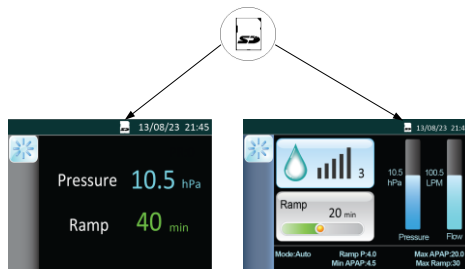 SD
13/08/23 21:45
Pressure 10.5 hPa
Ramp 40 min
13/08/23 21:4
3
Ramp
20 min
10.5
hPa
100.5
LPM
Pressure Flow
Mode:Auto Ramp P:4.0 Max APAP:20.0
Min APAP:4.5 Max Ramp:30